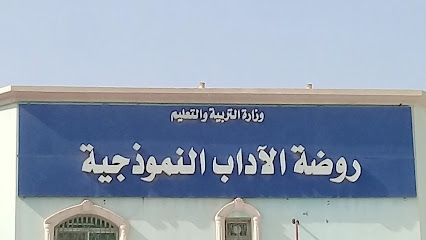 وزارة التربية والتعليم
روضة الآداب النموذجية